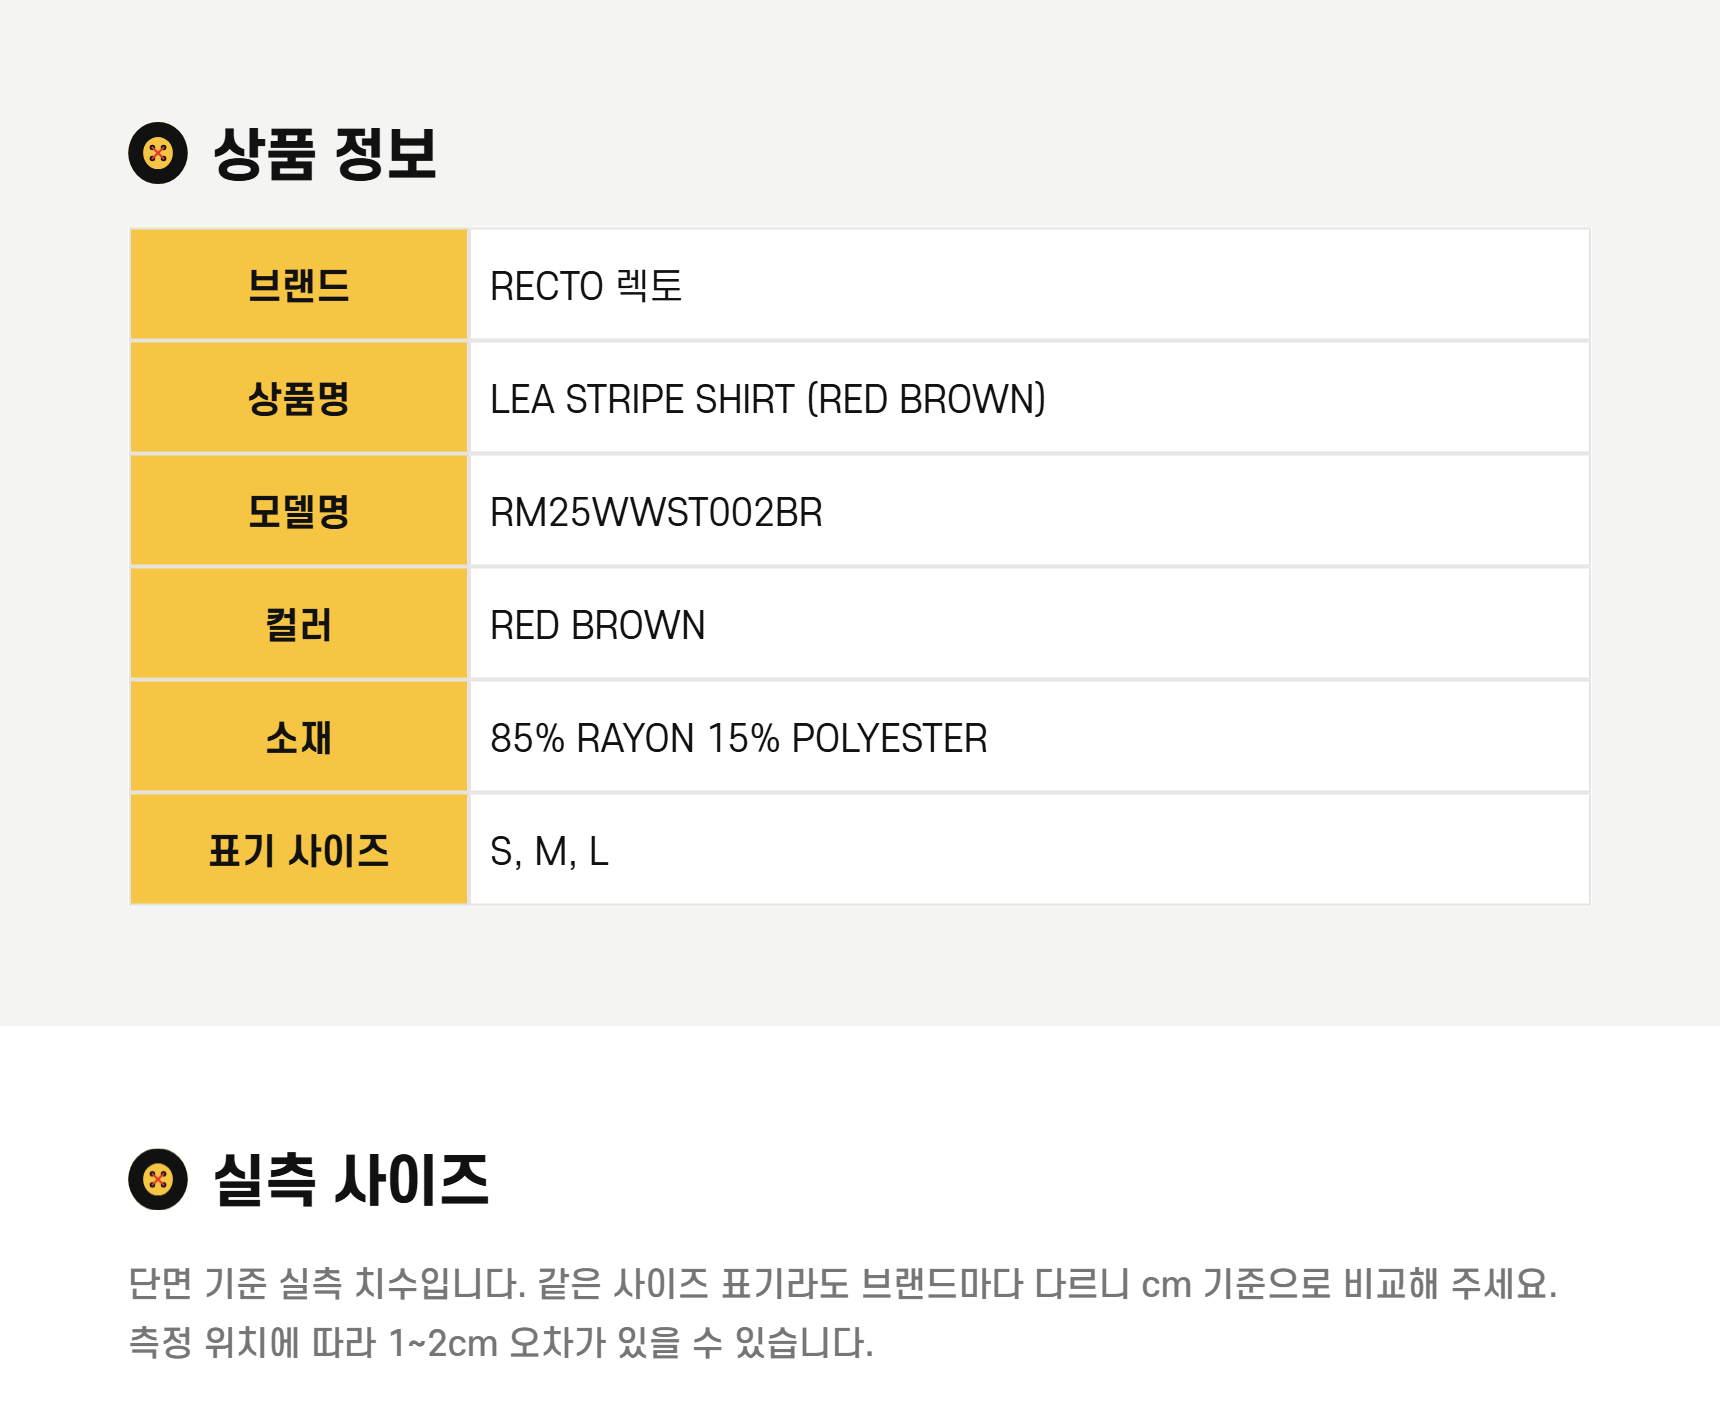 상품 정보
브랜드 RECTO 렉토
상품명 LEA STRIPE SHIRT (RED BROWN)
모델명 RM25WWST002BR
컬러 RED BROWN
소재 85% RAYON 15% POLYESTER
표기 사이즈 S, M, L
실측 사이즈
단면 기준 실측 치수입니다. 같은 사이즈 표기라도 브랜드마다 다르니 cm 기준으로 비교해 주세요.
측정 위치에 따라 1~2cm 오차가 있을 수 있습니다.